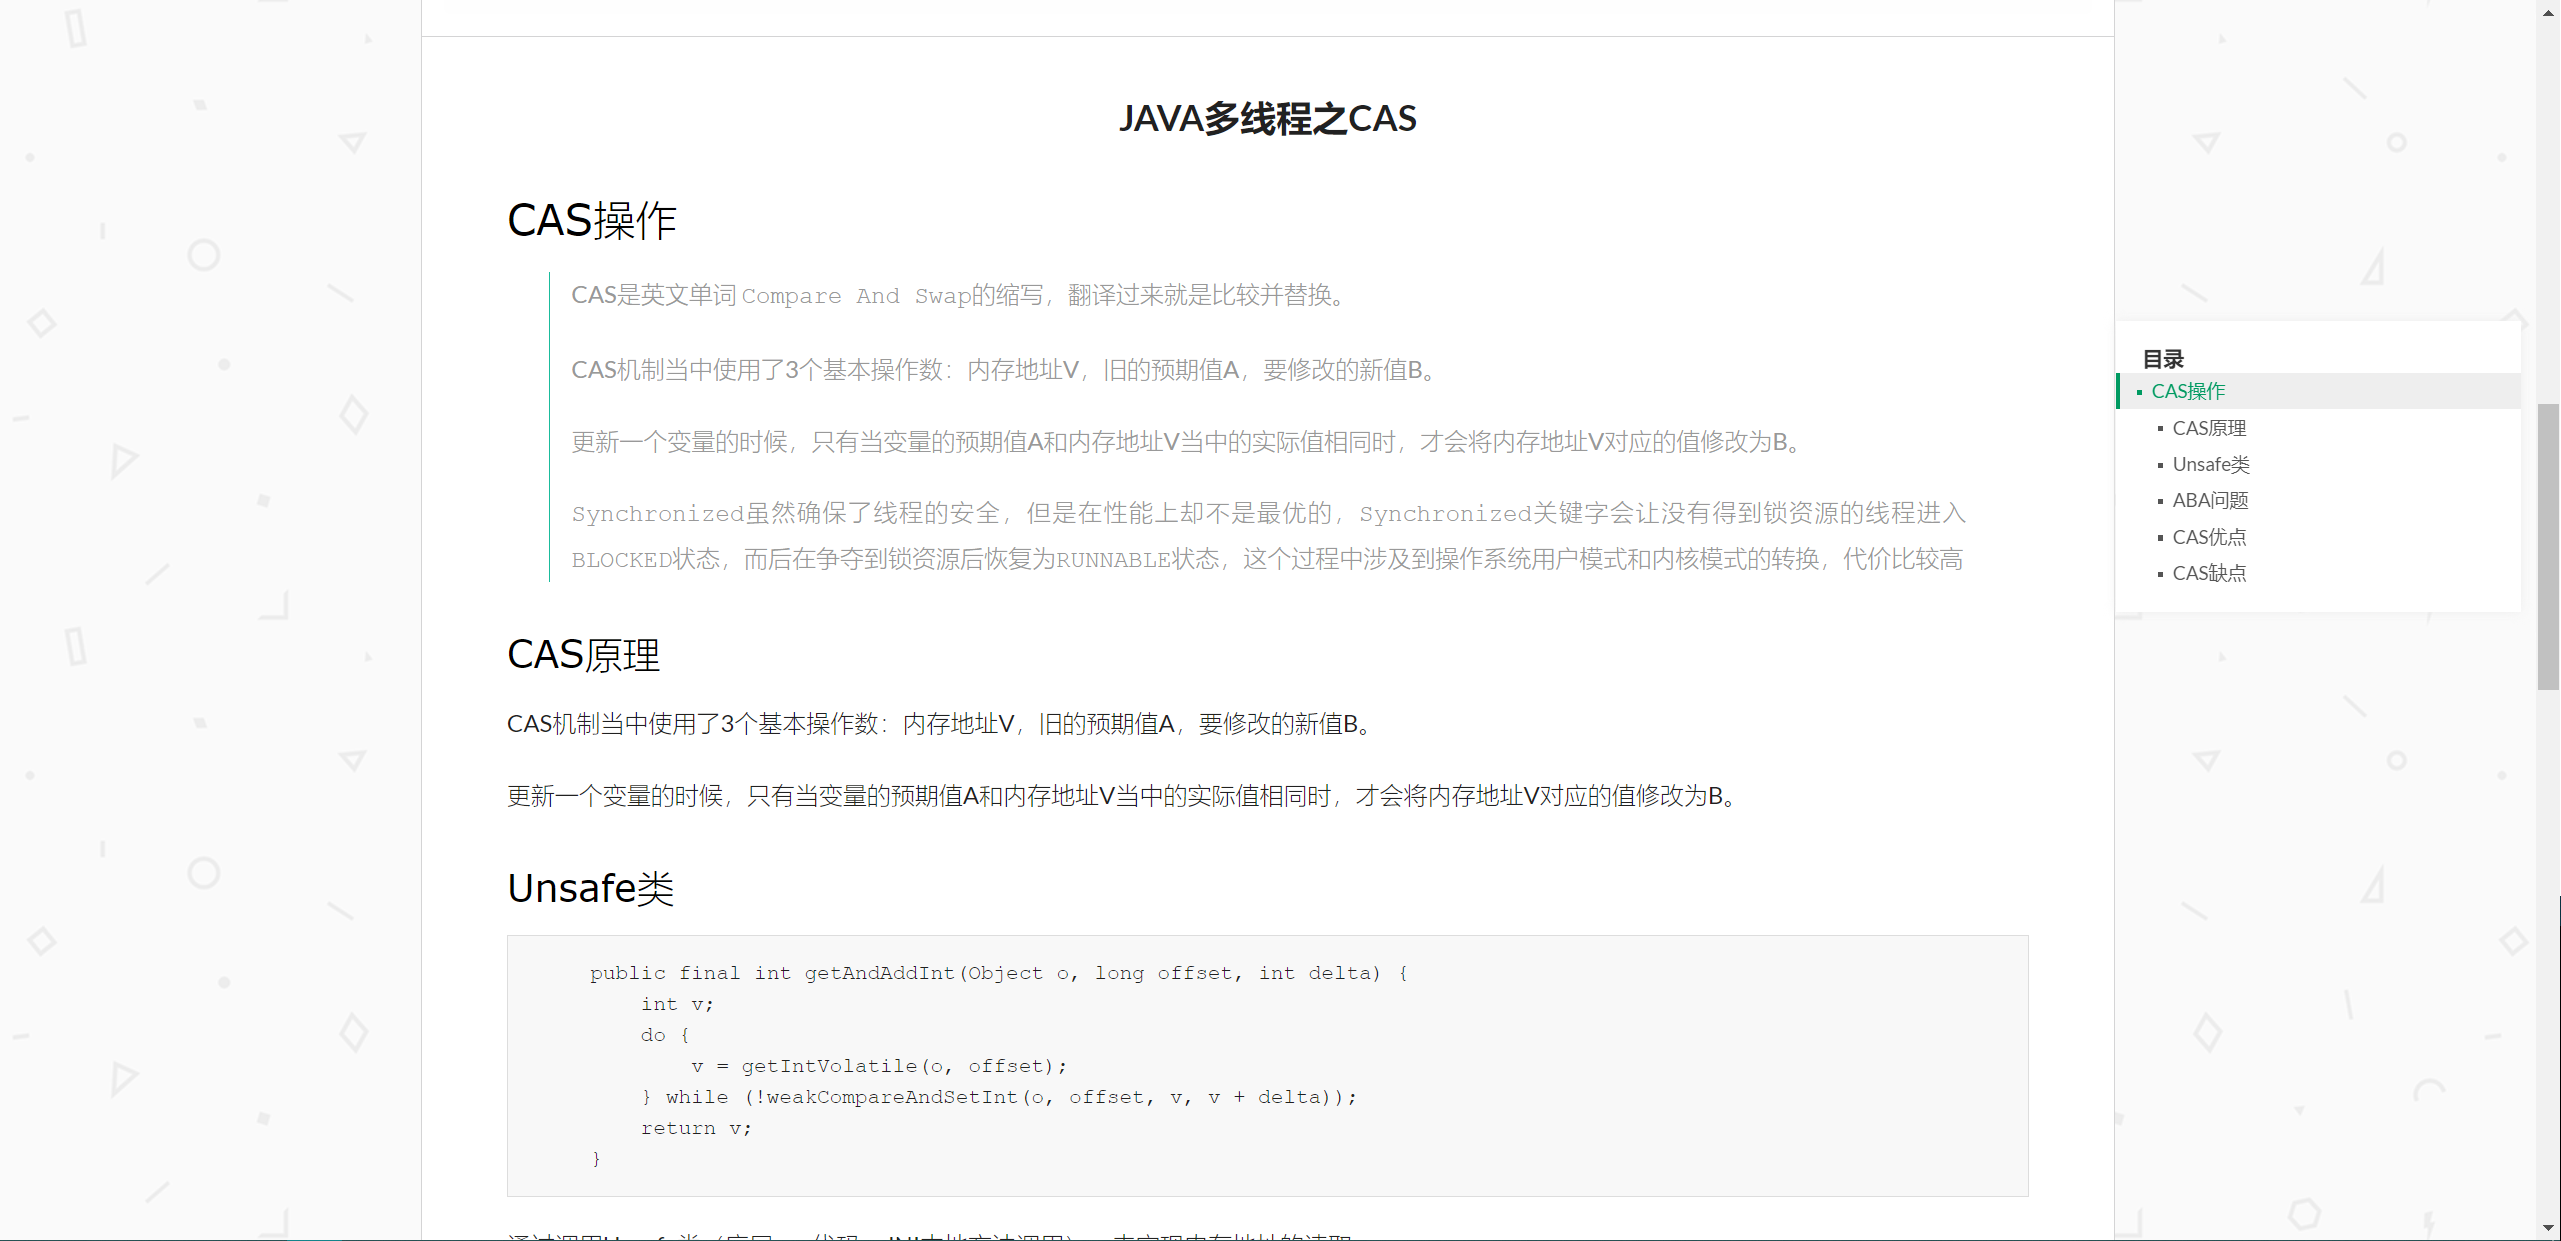 JAVA多线程之CAS
CAS操作
CAS是英文单词 Compare And Swap的缩写，翻译过来就是比较并替换。
CAS机制当中使用了3个基本操作数：内存地址V，旧的预期值A，要修改的新值B。
更新一个变量的时候，只有当变量的预期值A和内存地址V当中的实际值相同时，才会将内存地址V对应的值修改为B。
Synchronized虽然确保了线程的安全，但是在性能上却不是最优的，Synchronized关键字会让没有得到锁资源的线程进入
BLOCKED状态，而后在争夺到锁资源后恢复为RUNNABLE状态，这个过程中涉及到操作系统用户模式和内核模式的转换，代价比较高
CAS原理
CAS机制当中使用了3个基本操作数：内存地址V，旧的预期值A，要修改的新值B。
更新一个变量的时候，只有当变量的预期值A和内存地址V当中的实际值相同时，才会将内存地址V对应的值修改为B。
Unsafe类
public final int getAndAddInt(Object o, long offset, int delta) {
int v;
do {
v = getIntVolatile(o, offset);
} while (!weakCompareAndSetInt(o, offset, v, v + delta));
return v;
}
目录
CAS操作
CAS原理
Unsafe类
ABA问题
CAS优点
CAS缺点